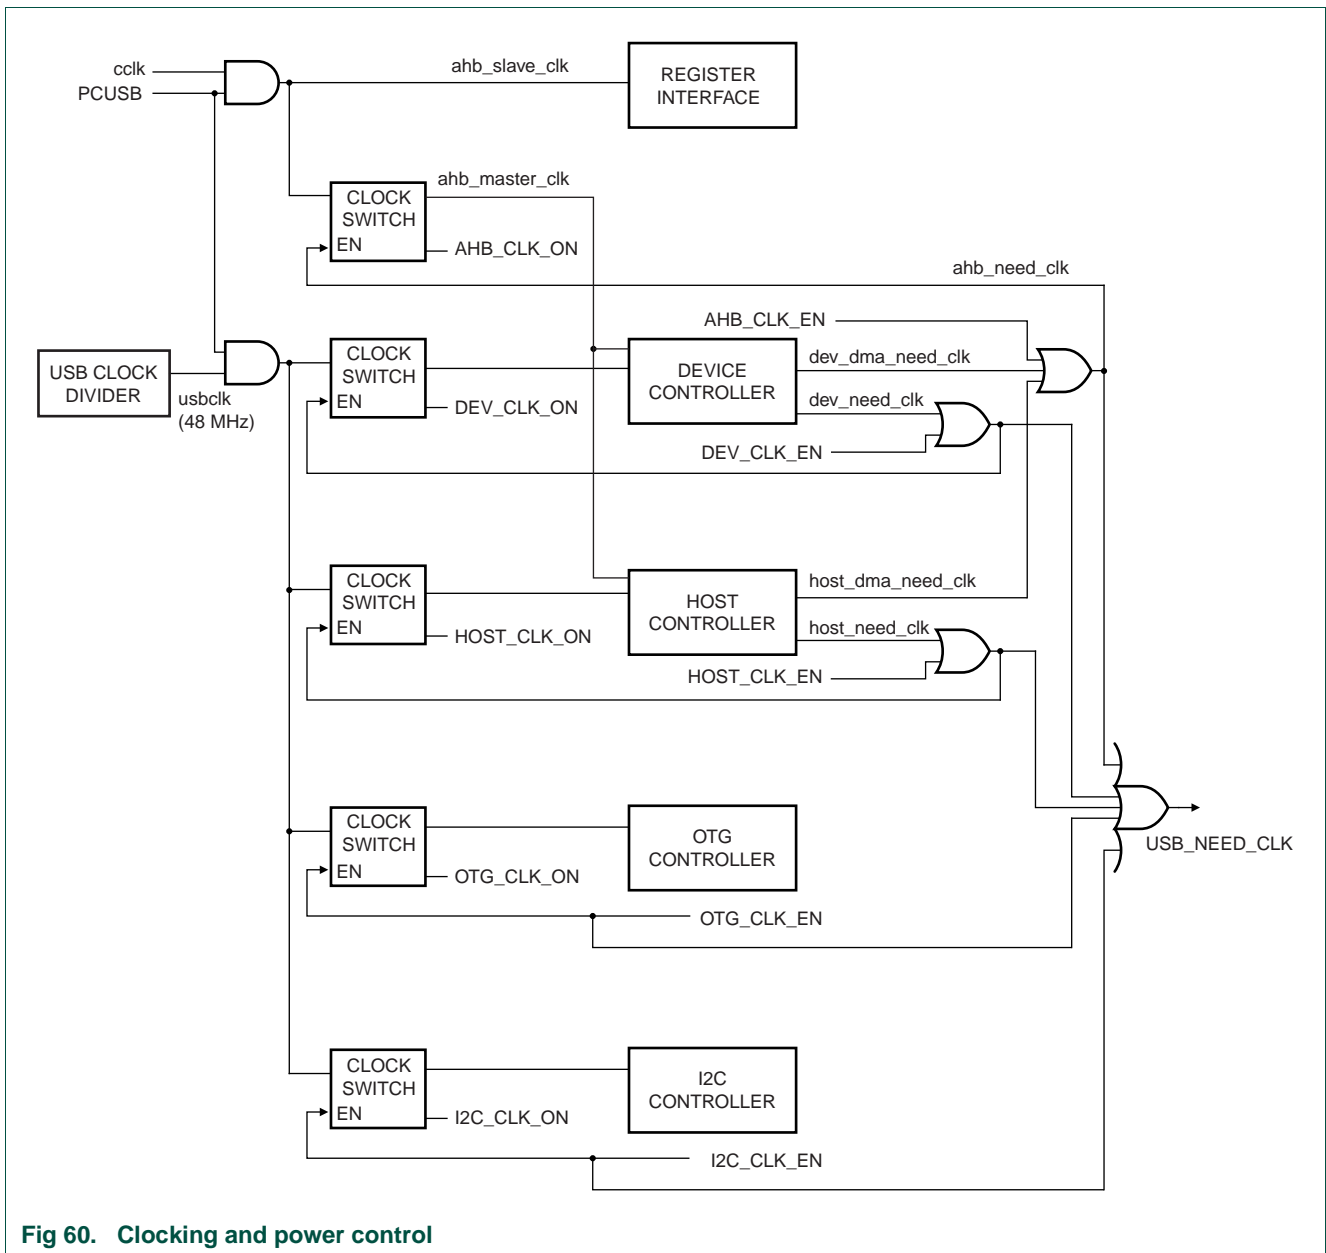 cclk
PCUSB
ahb_slave_clk
REGISTER
INTERFACE
CLOCK
SWITCH
EN
ahb_master_clk
AHB_CLK_ON
ahb_need_clk
AHB_CLK_EN
USB CLOCK
DIVIDER
usbclk
(48 MHz)
CLOCK
SWITCH
EN
DEV_CLK_ON
DEVICE
CONTROLLER
dev_dma_need_clk
dev_need_clk
DEV_CLK_EN
CLOCK
SWITCH
EN
HOST_CLK_ON
HOST
CONTROLLER
host_dma_need_clk
host_need_clk
HOST_CLK_EN
CLOCK
SWITCH
EN
OTG_CLK_ON
OTG
CONTROLLER
OTG_CLK_EN
USB_NEED_CLK
CLOCK
SWITCH
EN
I2C_CLK_ON
I2C
CONTROLLER
I2C_CLK_EN
Fig 60. Clocking and power control